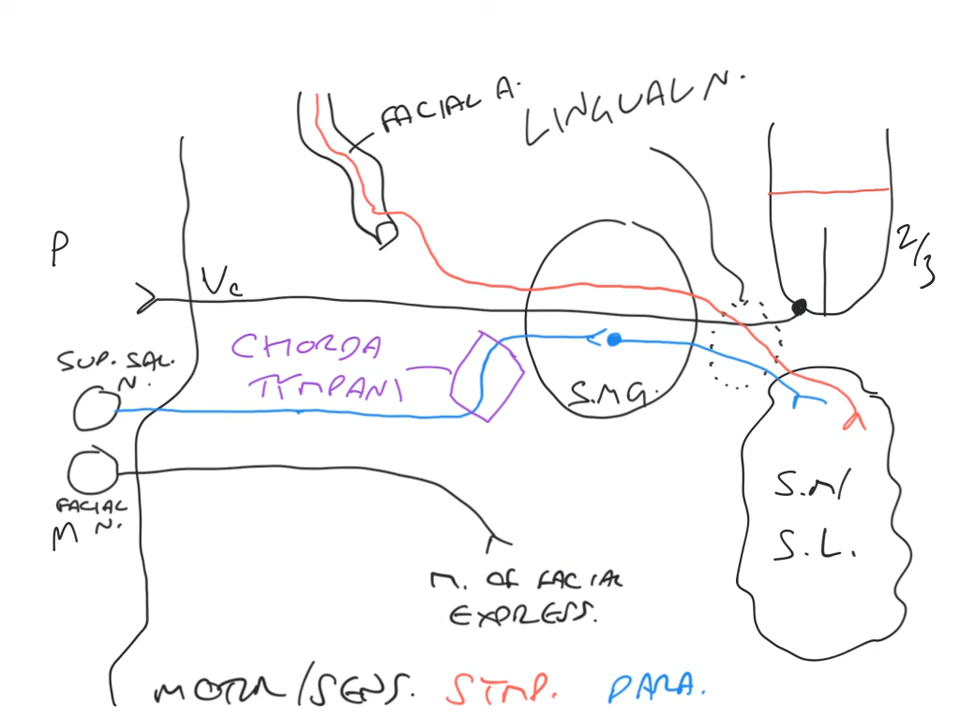 FACIAL A.
LINGUAL N.
2/3
P
Vc
CHORDA
TYMPANI
SUP. SAL.
N.
S.M.G.
FACIAL
M N.
S.M/
S.L.
M. OF FACIAL
EXPRESS.
MOTOR/SENS. SYMP. PARA.